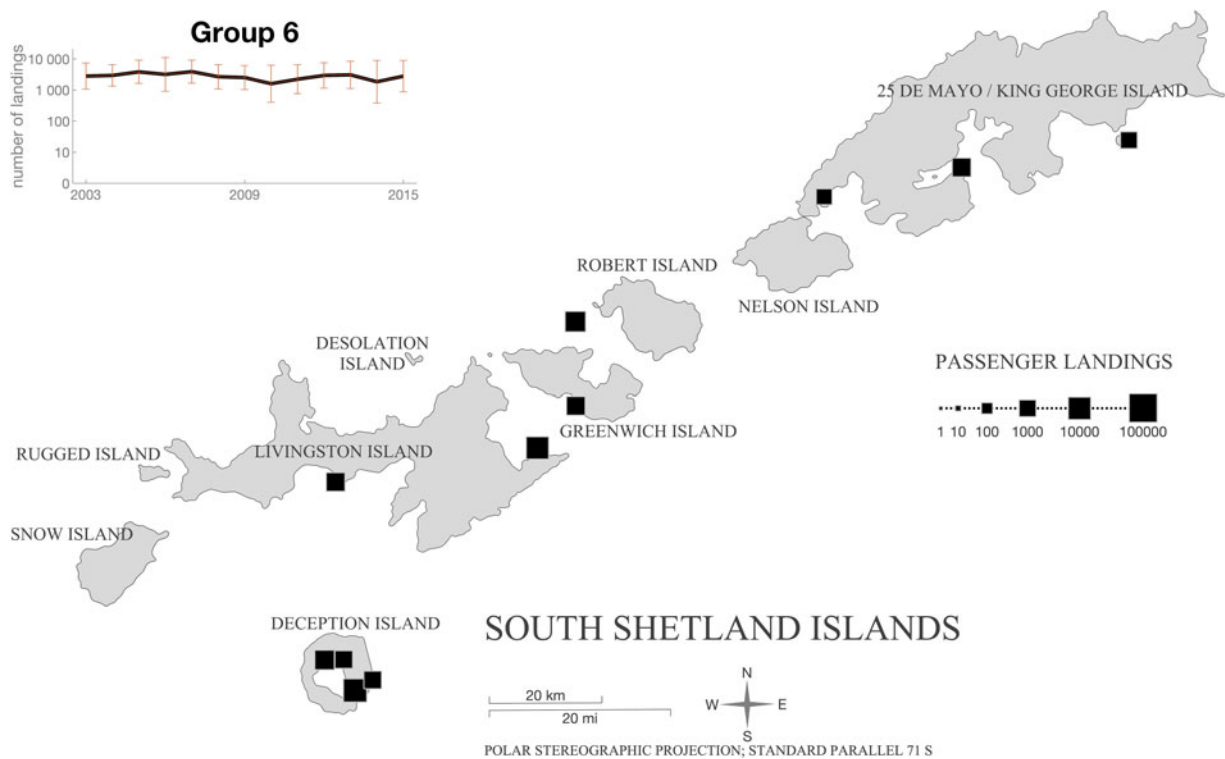 Group 6
number of landings
10 000
1 000
100
10
0
2003
2009
2015
25 DE MAYO / KING GEORGE ISLAND
ROBERT ISLAND
NELSON ISLAND
DESOLATION
ISLAND
PASSENGER LANDINGS
1 10 100 1000 10000 100000
GREENWICH ISLAND
LIVINGSTON ISLAND
RUGGED ISLAND
SNOW ISLAND
DECEPTION ISLAND
SOUTH SHETLAND ISLANDS
20 km
20 mi
N
W E
S
POLAR STEREOGRAPHIC PROJECTION; STANDARD PARALLEL 71 S